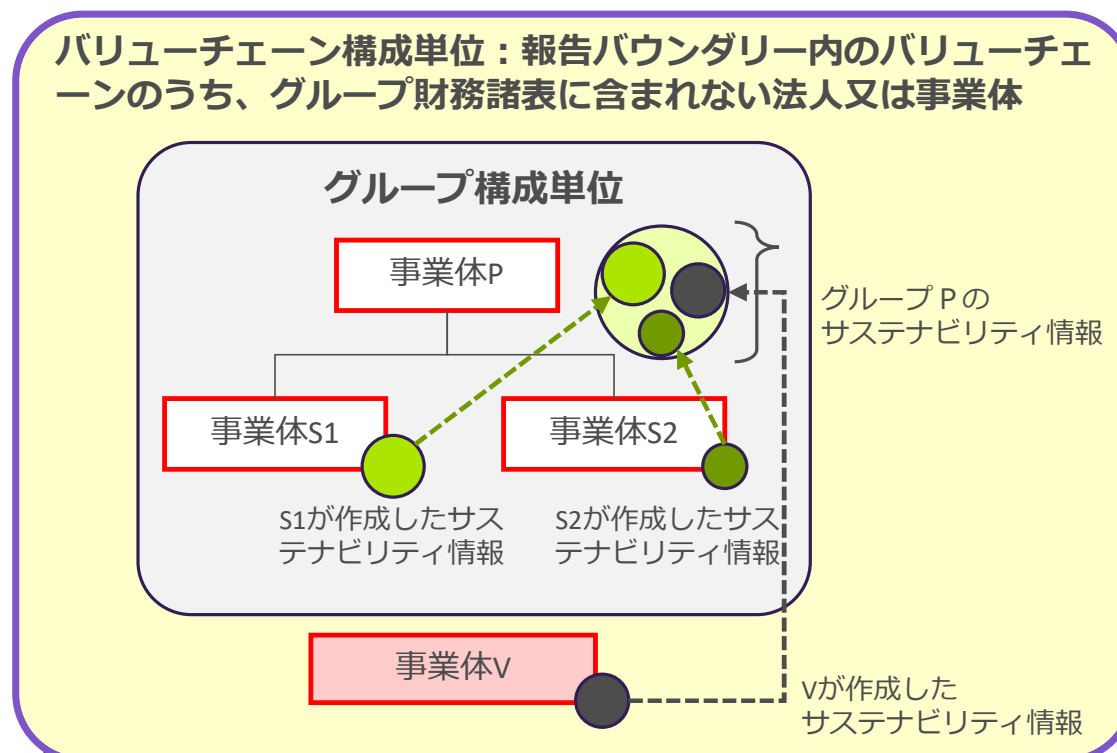 バリューチェーン構成単位：報告バウンダリー内のバリューチェ
ーンのうち、グループ財務諸表に含まれない法人又は事業体
グループ構成単位
事業体P
グループＰの
サステナビリティ情報
事業体S1
事業体S2
S1が作成したサス
テナビリティ情報
S2が作成したサス
テナビリティ情報
事業体V
Vが作成した
サステナビリティ情報